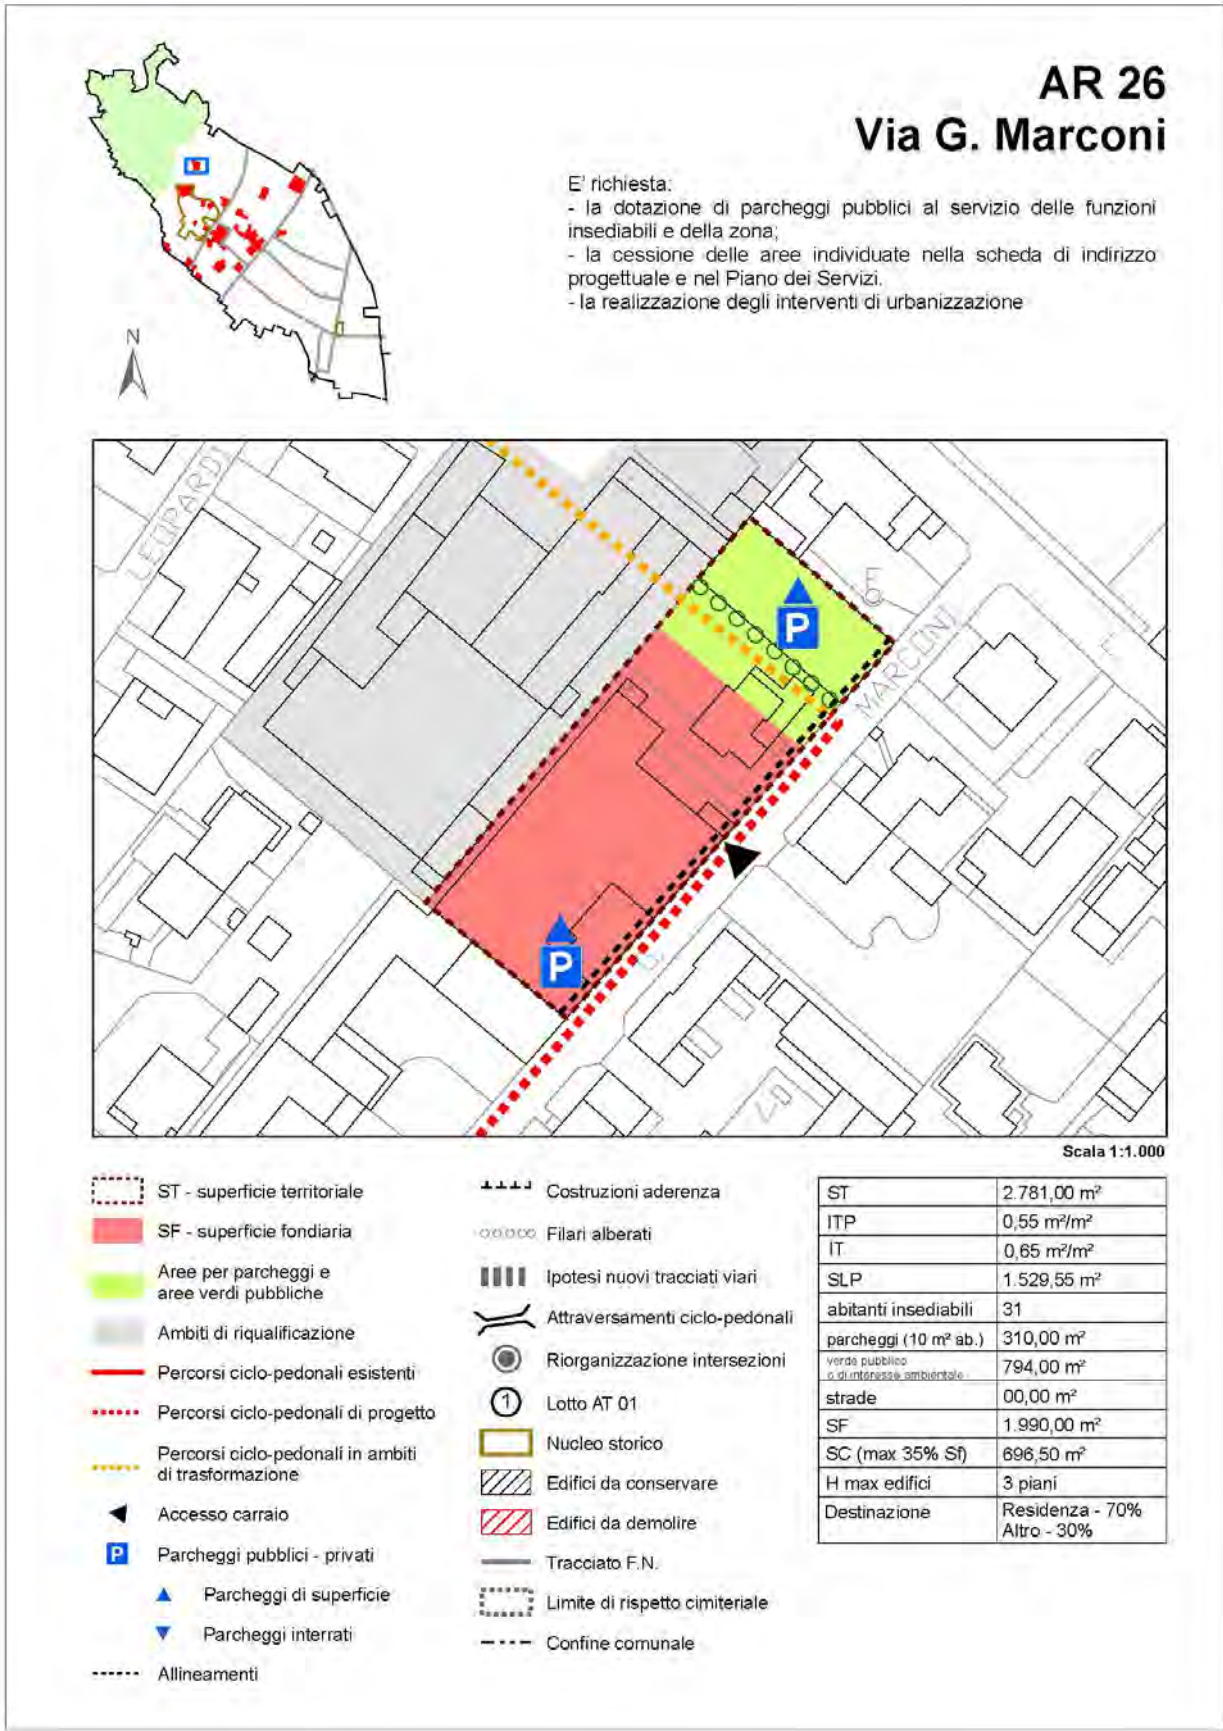 AR 26
Via G. Marconi
E' richiesta:
- la dotazione di parcheggi pubblici al servizio delle funzioni
insediabili e della zona;
- la cessione delle aree individuate nella scheda di indirizzo
progettuale e nel Piano dei Servizi.
- la realizzazione degli interventi di urbanizzazione
N
LEOPARDI
F
P
MARCONI
F
P
Scala 1:1.000
ST - superficie territoriale
SF - superficie fondiaria
Aree per parcheggi e
aree verdi pubbliche
Ambiti di riqualificazione
Percorsi ciclo-pedonali esistenti
Percorsi ciclo-pedonali di progetto
Percorsi ciclo-pedonali in ambiti
di trasformazione
Accesso carraio
P Parcheggi pubblici - privati
Parcheggi di superficie
Parcheggi interrati
Allineamenti
Costruzioni aderenza
Filari alberati
Ipotesi nuovi tracciati viari
Attraversamenti ciclo-pedonali
Riorganizzazione intersezioni
1 Lotto AT 01
Nucleo storico
Edifici da conservare
Edifici da demolire
Tracciato F.N.
Limite di rispetto cimiteriale
Confine comunale
ST 2.781,00 m²
ITP 0,55 m²/m²
IT 0,65 m²/m²
SLP 1.529,55 m²
abitanti insediabili 31
parcheggi (10 m² ab.) 310,00 m²
verde pubblico
o di interesse ambientale 794,00 m²
strade 00,00 m²
SF 1.990,00 m²
SC (max 35% Sf) 696,50 m²
H max edifici 3 piani
Destinazione Residenza - 70%
Altro - 30%